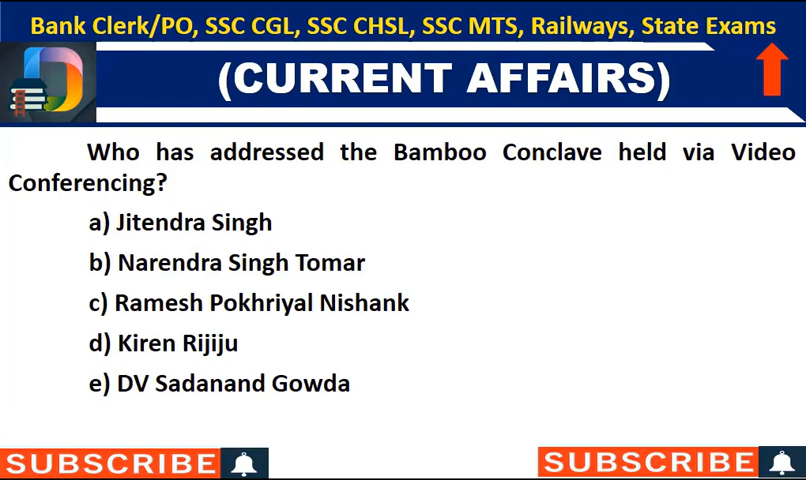 Bank Clerk/PO, SSC CGL, SSC CHSL, SSC MTS, Railways, State Exams
(CURRENT AFFAIRS)
Who has addressed the Bamboo Conclave held via Video
Conferencing?
a) Jitendra Singh
b) Narendra Singh Tomar
c) Ramesh Pokhriyal Nishank
d) Kiren Rijiju
e) DV Sadanand Gowda
SUBSCRIBE
SUBSCRIBE